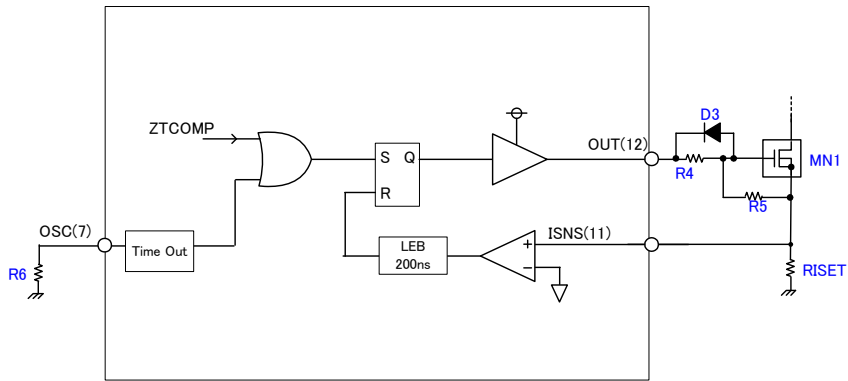 ZTCOMP
D3
OUT(12)
MN1
S Q
R4
R
R5
OSC(7)
ISNS(11)
Time Out
LEB
200ns
+
−
R6
RISET